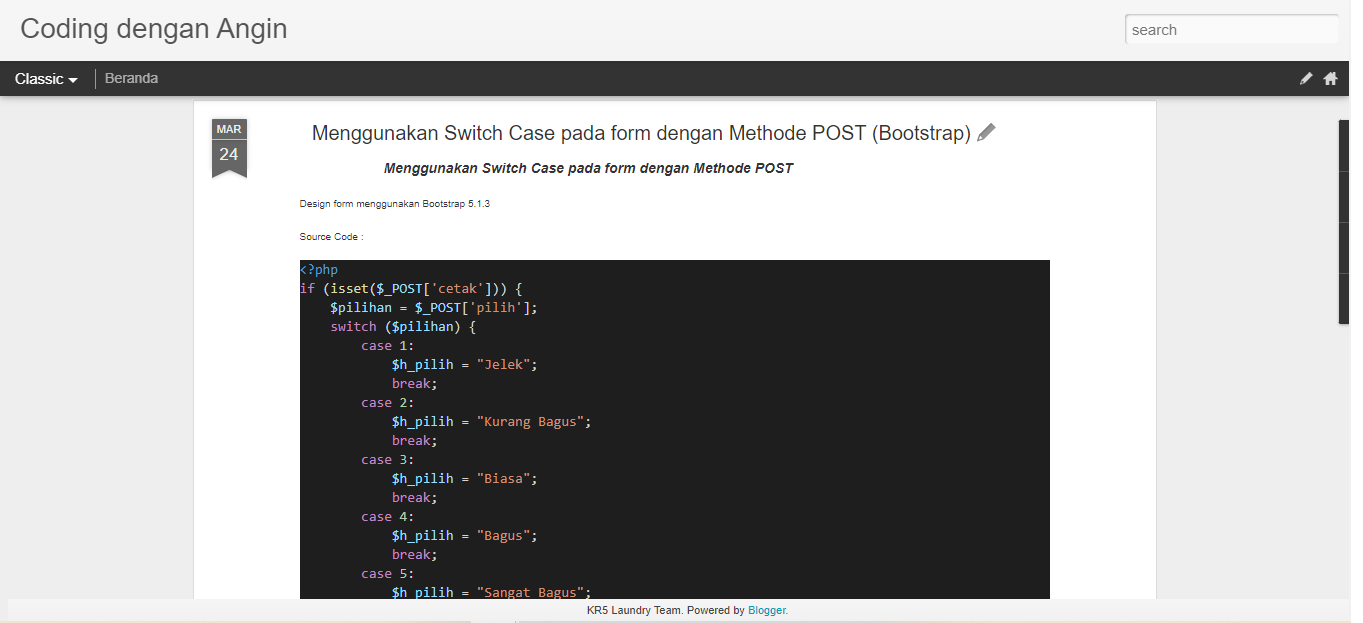 Coding dengan Angin
search
Classic
Beranda
MAR
24
Menggunakan Switch Case pada form dengan Methode POST (Bootstrap)
Menggunakan Switch Case pada form dengan Methode POST
Design form menggunakan Bootstrap 5.1.3
Source Code :
<?php
if (isset($_POST['cetak'])) {
    $pilihan = $_POST['pilih'];
    switch ($pilihan) {
        case 1:
            $h_pilih = "Jelek";
            break;
        case 2:
            $h_pilih = "Kurang Bagus";
            break;
        case 3:
            $h_pilih = "Biasa";
            break;
        case 4:
            $h_pilih = "Bagus";
            break;
        case 5:
            $h_pilih = "Sangat Bagus";
KR5 Laundry Team. Powered by Blogger.